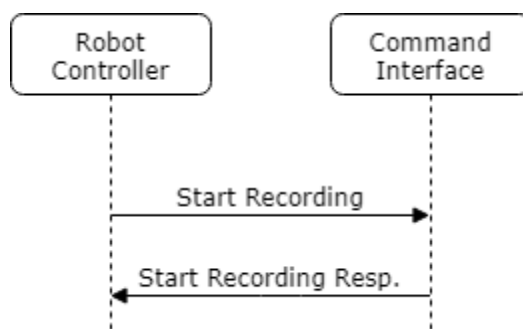 Robot
Controller
Command
Interface
Start Recording
Start Recording Resp.